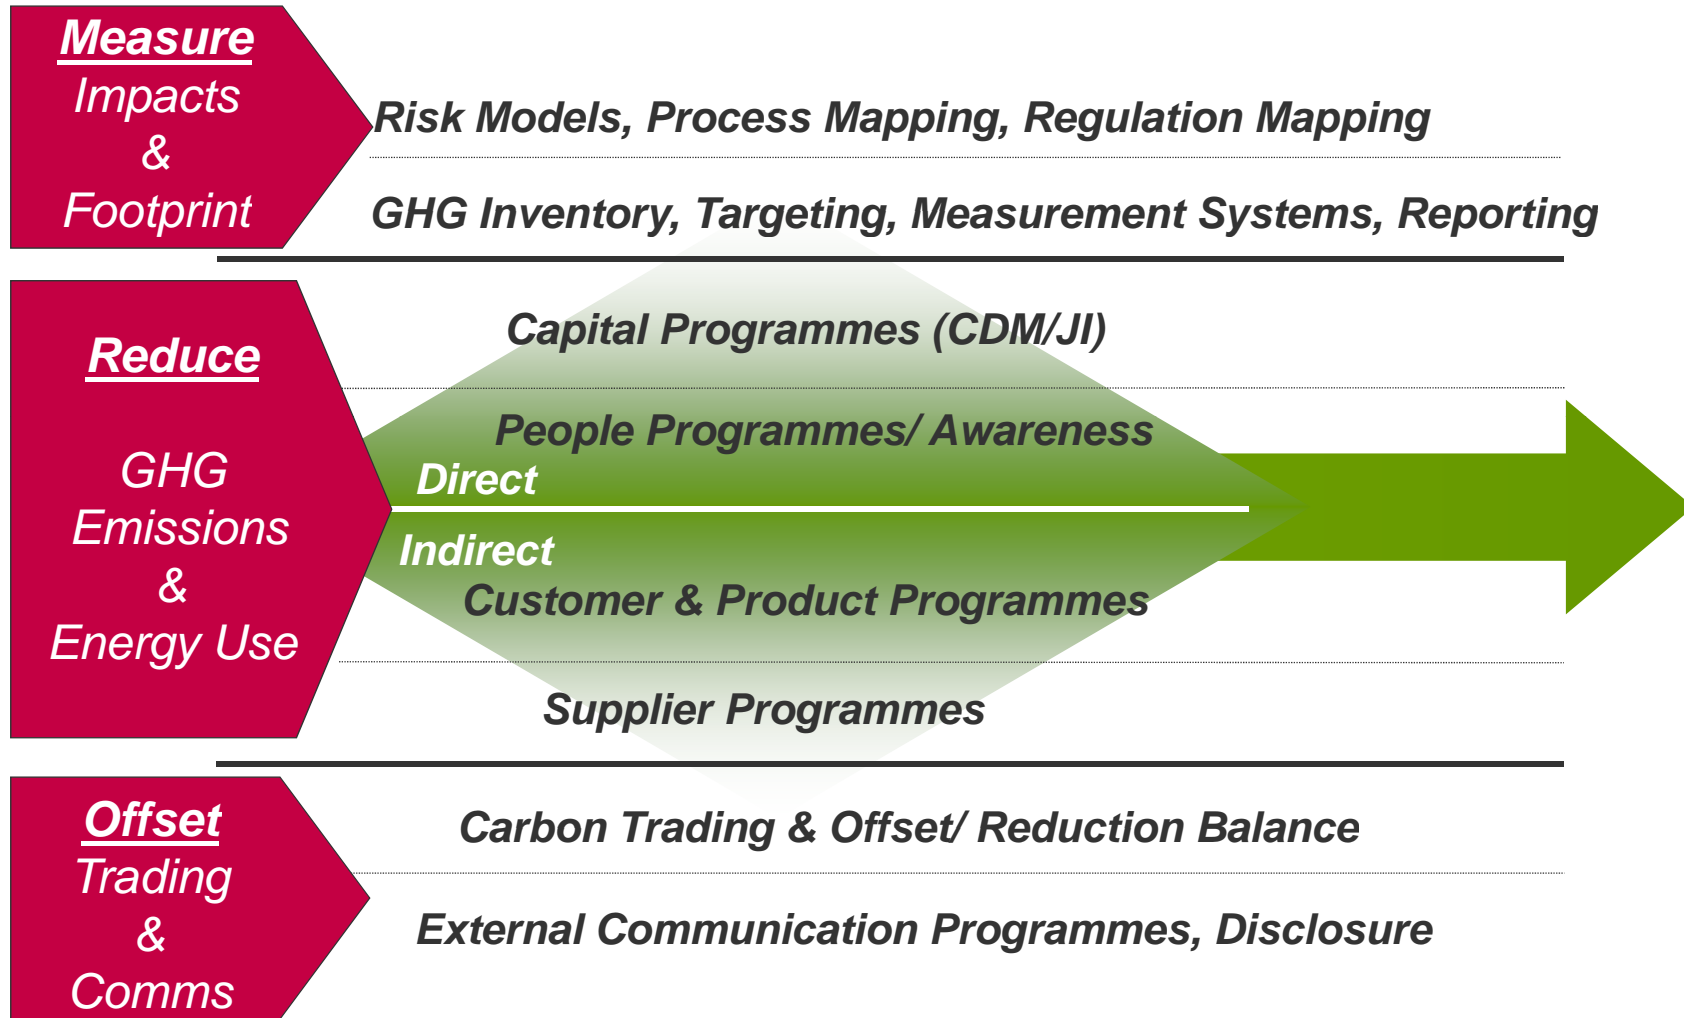 Measure
Impacts
&
Footprint
Risk Models, Process Mapping, Regulation Mapping
GHG Inventory, Targeting, Measurement Systems, Reporting
Reduce
GHG
Emissions
&
Energy Use
Capital Programmes (CDM/JI)
People Programmes/ Awareness
Direct
Indirect
Customer & Product Programmes
Supplier Programmes
Offset
Trading
&
Comms
Carbon Trading & Offset/ Reduction Balance
External Communication Programmes, Disclosure